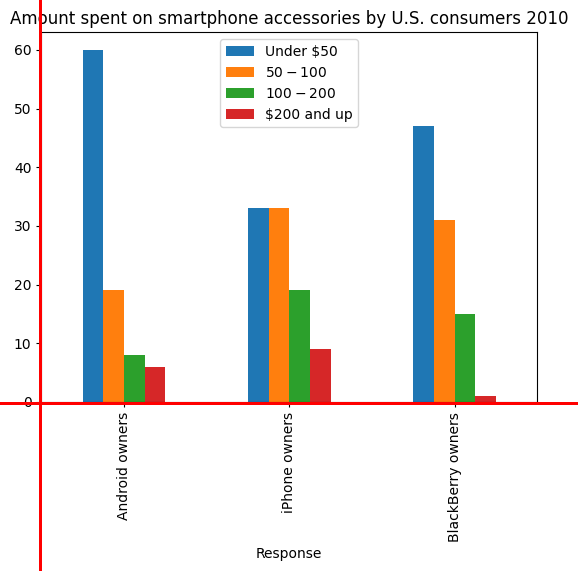 Amount spent on smartphone accessories by U.S. consumers 2010
60
50
40
30
20
10
0
Under $50
50 − 100
100 − 200
$200 and up
Android owners
iPhone owners
BlackBerry owners
Response